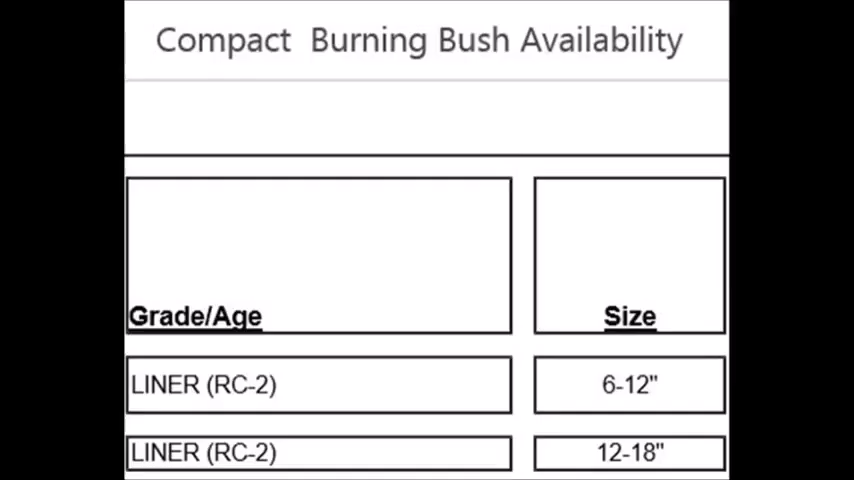 Compact Burning Bush Availability
Grade/Age Size
LINER (RC-2) 6-12"
LINER (RC-2) 12-18"